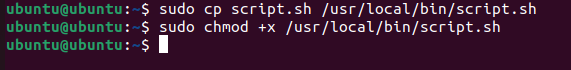 ubuntu@ubuntu:~$ sudo cp script.sh /usr/local/bin/script.sh
ubuntu@ubuntu:~$ sudo chmod +x /usr/local/bin/script.sh
ubuntu@ubuntu:~$